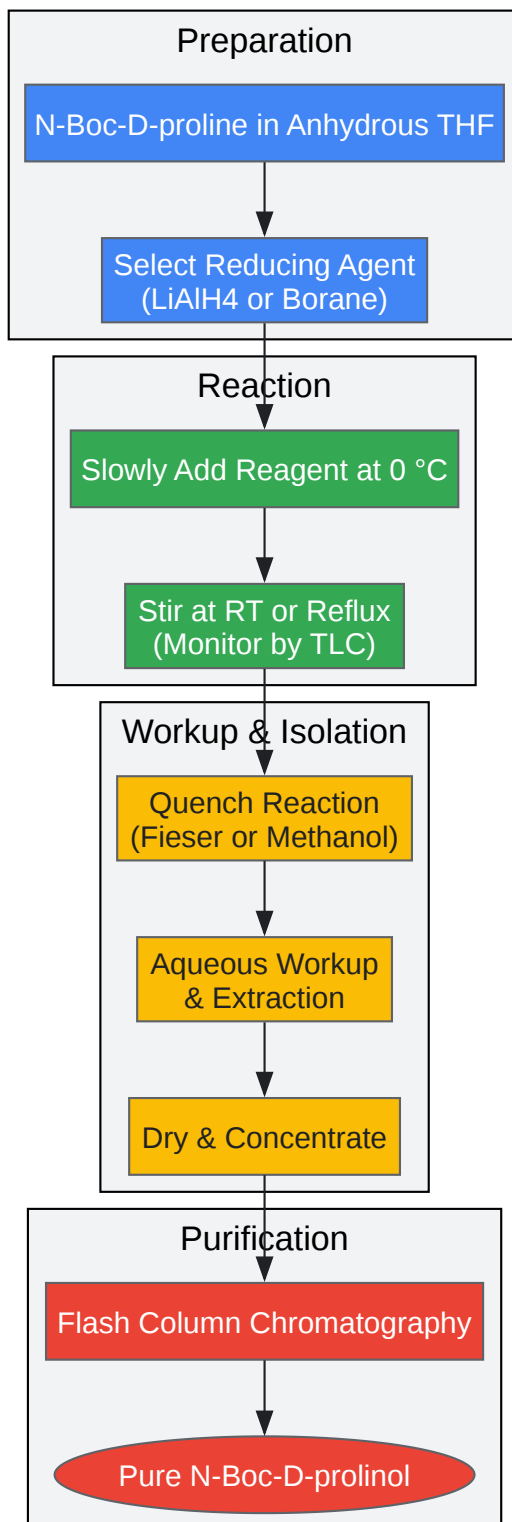 Preparation
N-Boc-D-proline in Anhydrous THF
Select Reducing Agent
(LiAlH4 or Borane)
Reaction
Slowly Add Reagent at 0 °C
Stir at RT or Reflux
(Monitor by TLC)
Workup & Isolation
Quench Reaction
(Fieser or Methanol)
Aqueous Workup
& Extraction
Dry & Concentrate
Purification
Flash Column Chromatography
Pure N-Boc-D-prolinol